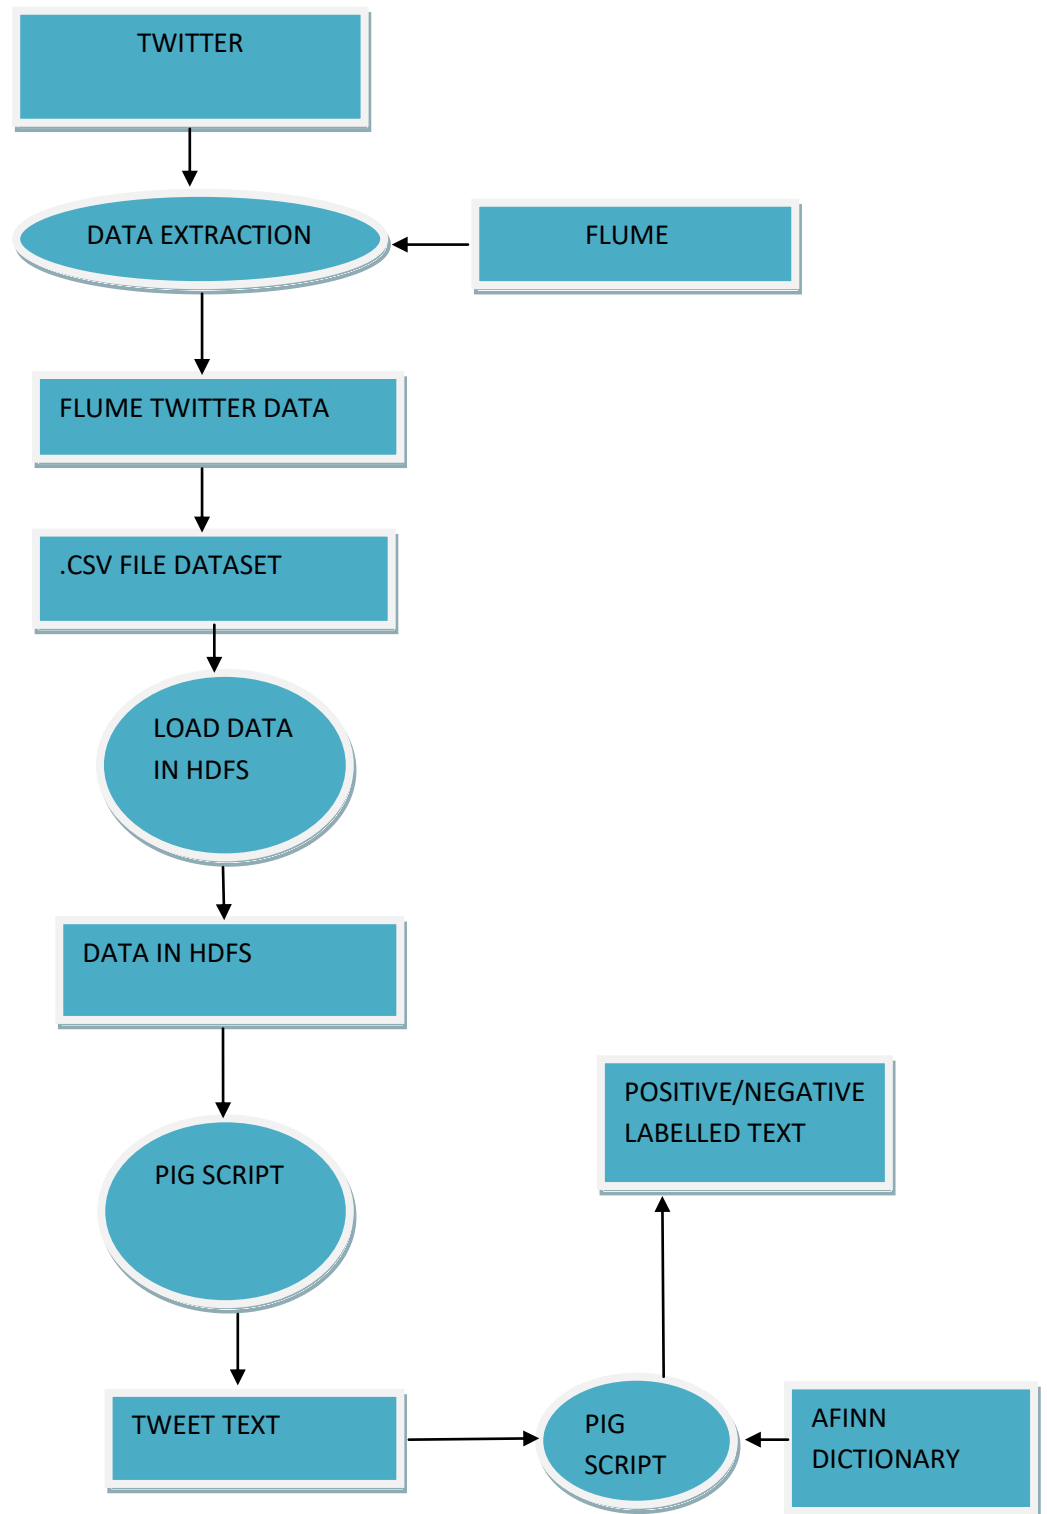 TWITTER
DATA EXTRACTION
FLUME
FLUME TWITTER DATA
.CSV FILE DATASET
LOAD DATA
IN HDFS
DATA IN HDFS
PIG SCRIPT
POSITIVE/NEGATIVE
LABELLED TEXT
TWEET TEXT
PIG
SCRIPT
AFINN
DICTIONARY